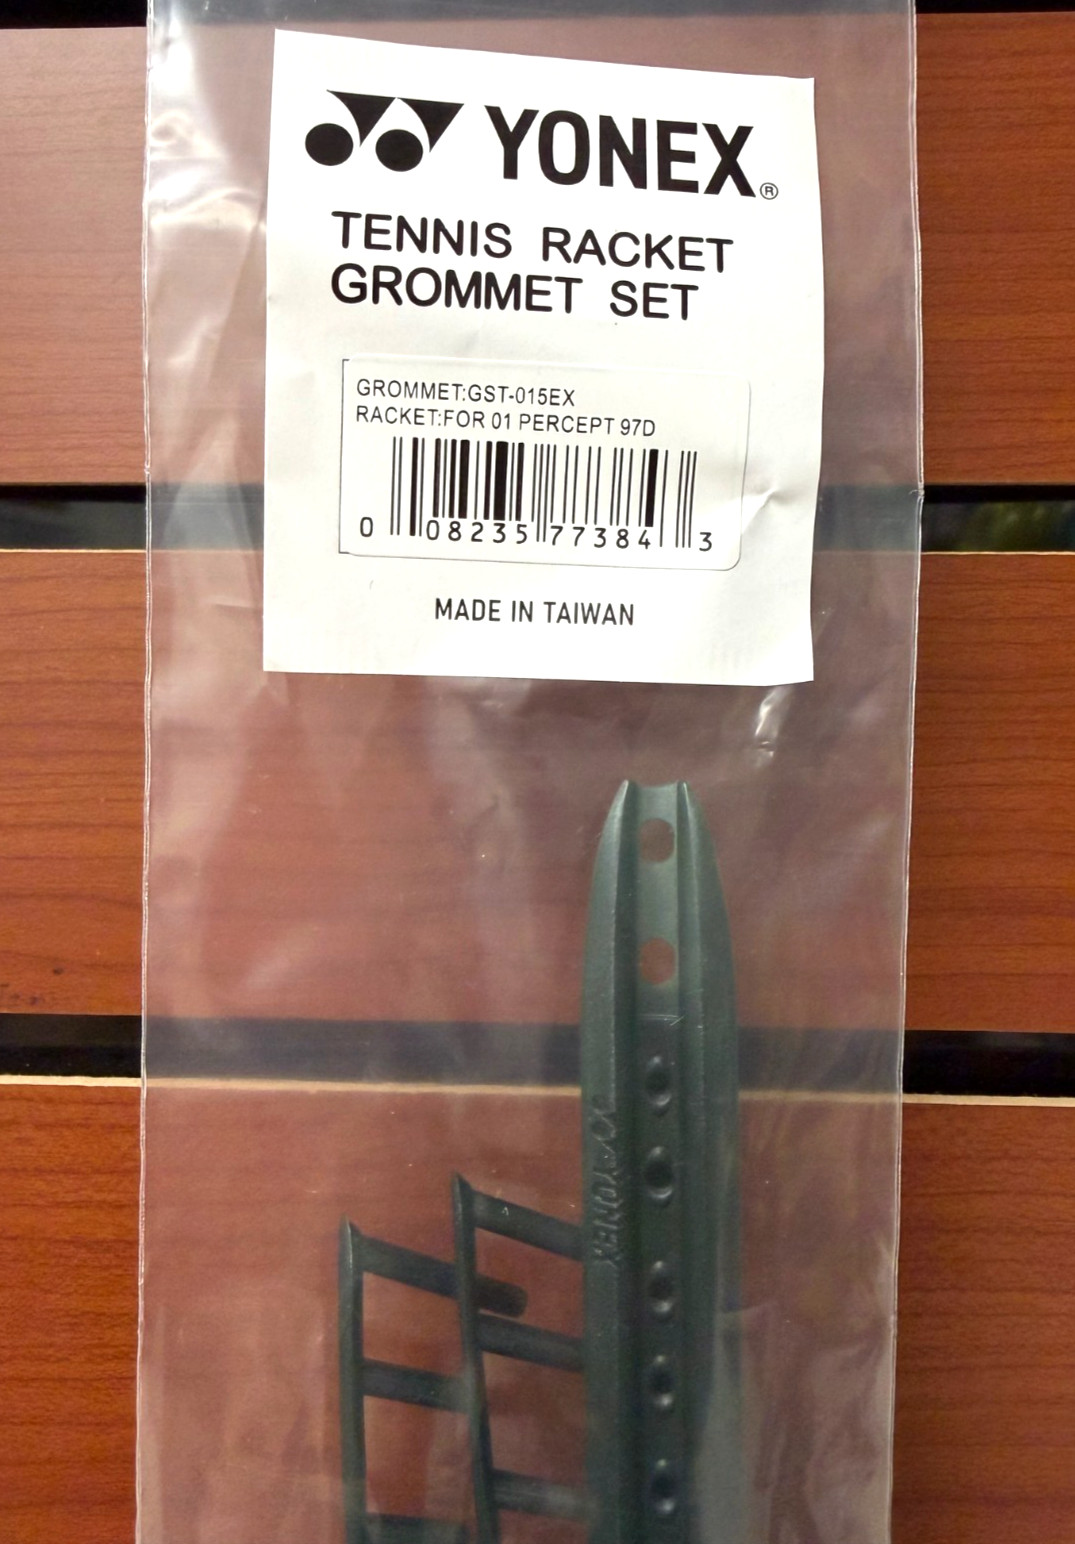 YONEX®
TENNIS RACKET
GROMMET SET
GROMMET:GST-015EX
RACKET:FOR 01 PERCEPT 97D
0 08235 77384 3
MADE IN TAIWAN
YONEX